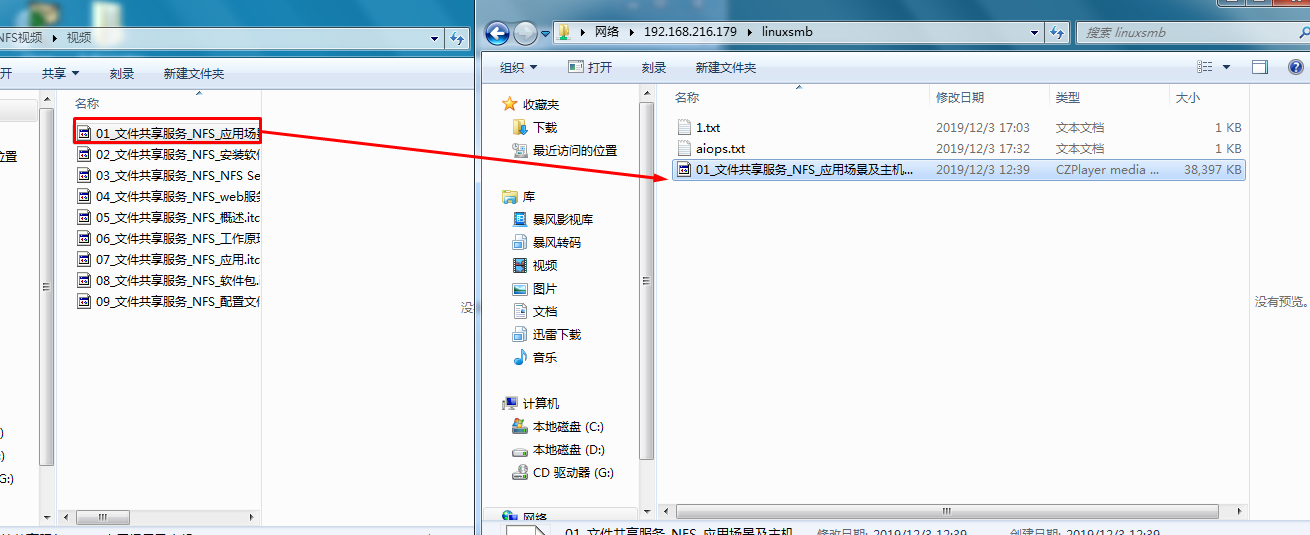 NFS视频 ▸ 视频
开 共享 刻录 新建文件夹
名称
01_文件共享服务_NFS_应用场景
02_文件共享服务_NFS_安装软件
03_文件共享服务_NFS_NFS Se
04_文件共享服务_NFS_web服务
05_文件共享服务_NFS_概述.itc
06_文件共享服务_NFS_工作原理
07_文件共享服务_NFS_应用.itc
08_文件共享服务_NFS_软件包.
09_文件共享服务_NFS_配置文件
位置
G:)
没
网络 ▸ 192.168.216.179 ▸ linuxsmb
搜索 linuxsmb
组织 打开 刻录 新建文件夹
收藏夹
下载
最近访问的位置
库
暴风影视库
暴风转码
视频
图片
文档
迅雷下载
音乐
计算机
本地磁盘 (C:)
本地磁盘 (D:)
CD 驱动器 (G:)
网络
名称 修改日期 类型 大小
1.txt 2019/12/3 17:03 文本文档 1 KB
aiops.txt 2019/12/3 17:32 文本文档 1 KB
01_文件共享服务_NFS_应用场景及主机... 2019/12/3 12:39 CZPlayer media ... 38,397 KB
没有预览。
01_文件共享服务_NFS_应用场景及主机 修改日期: 2019/12/3 12:39 创建日期: 2019/12/3 12:39